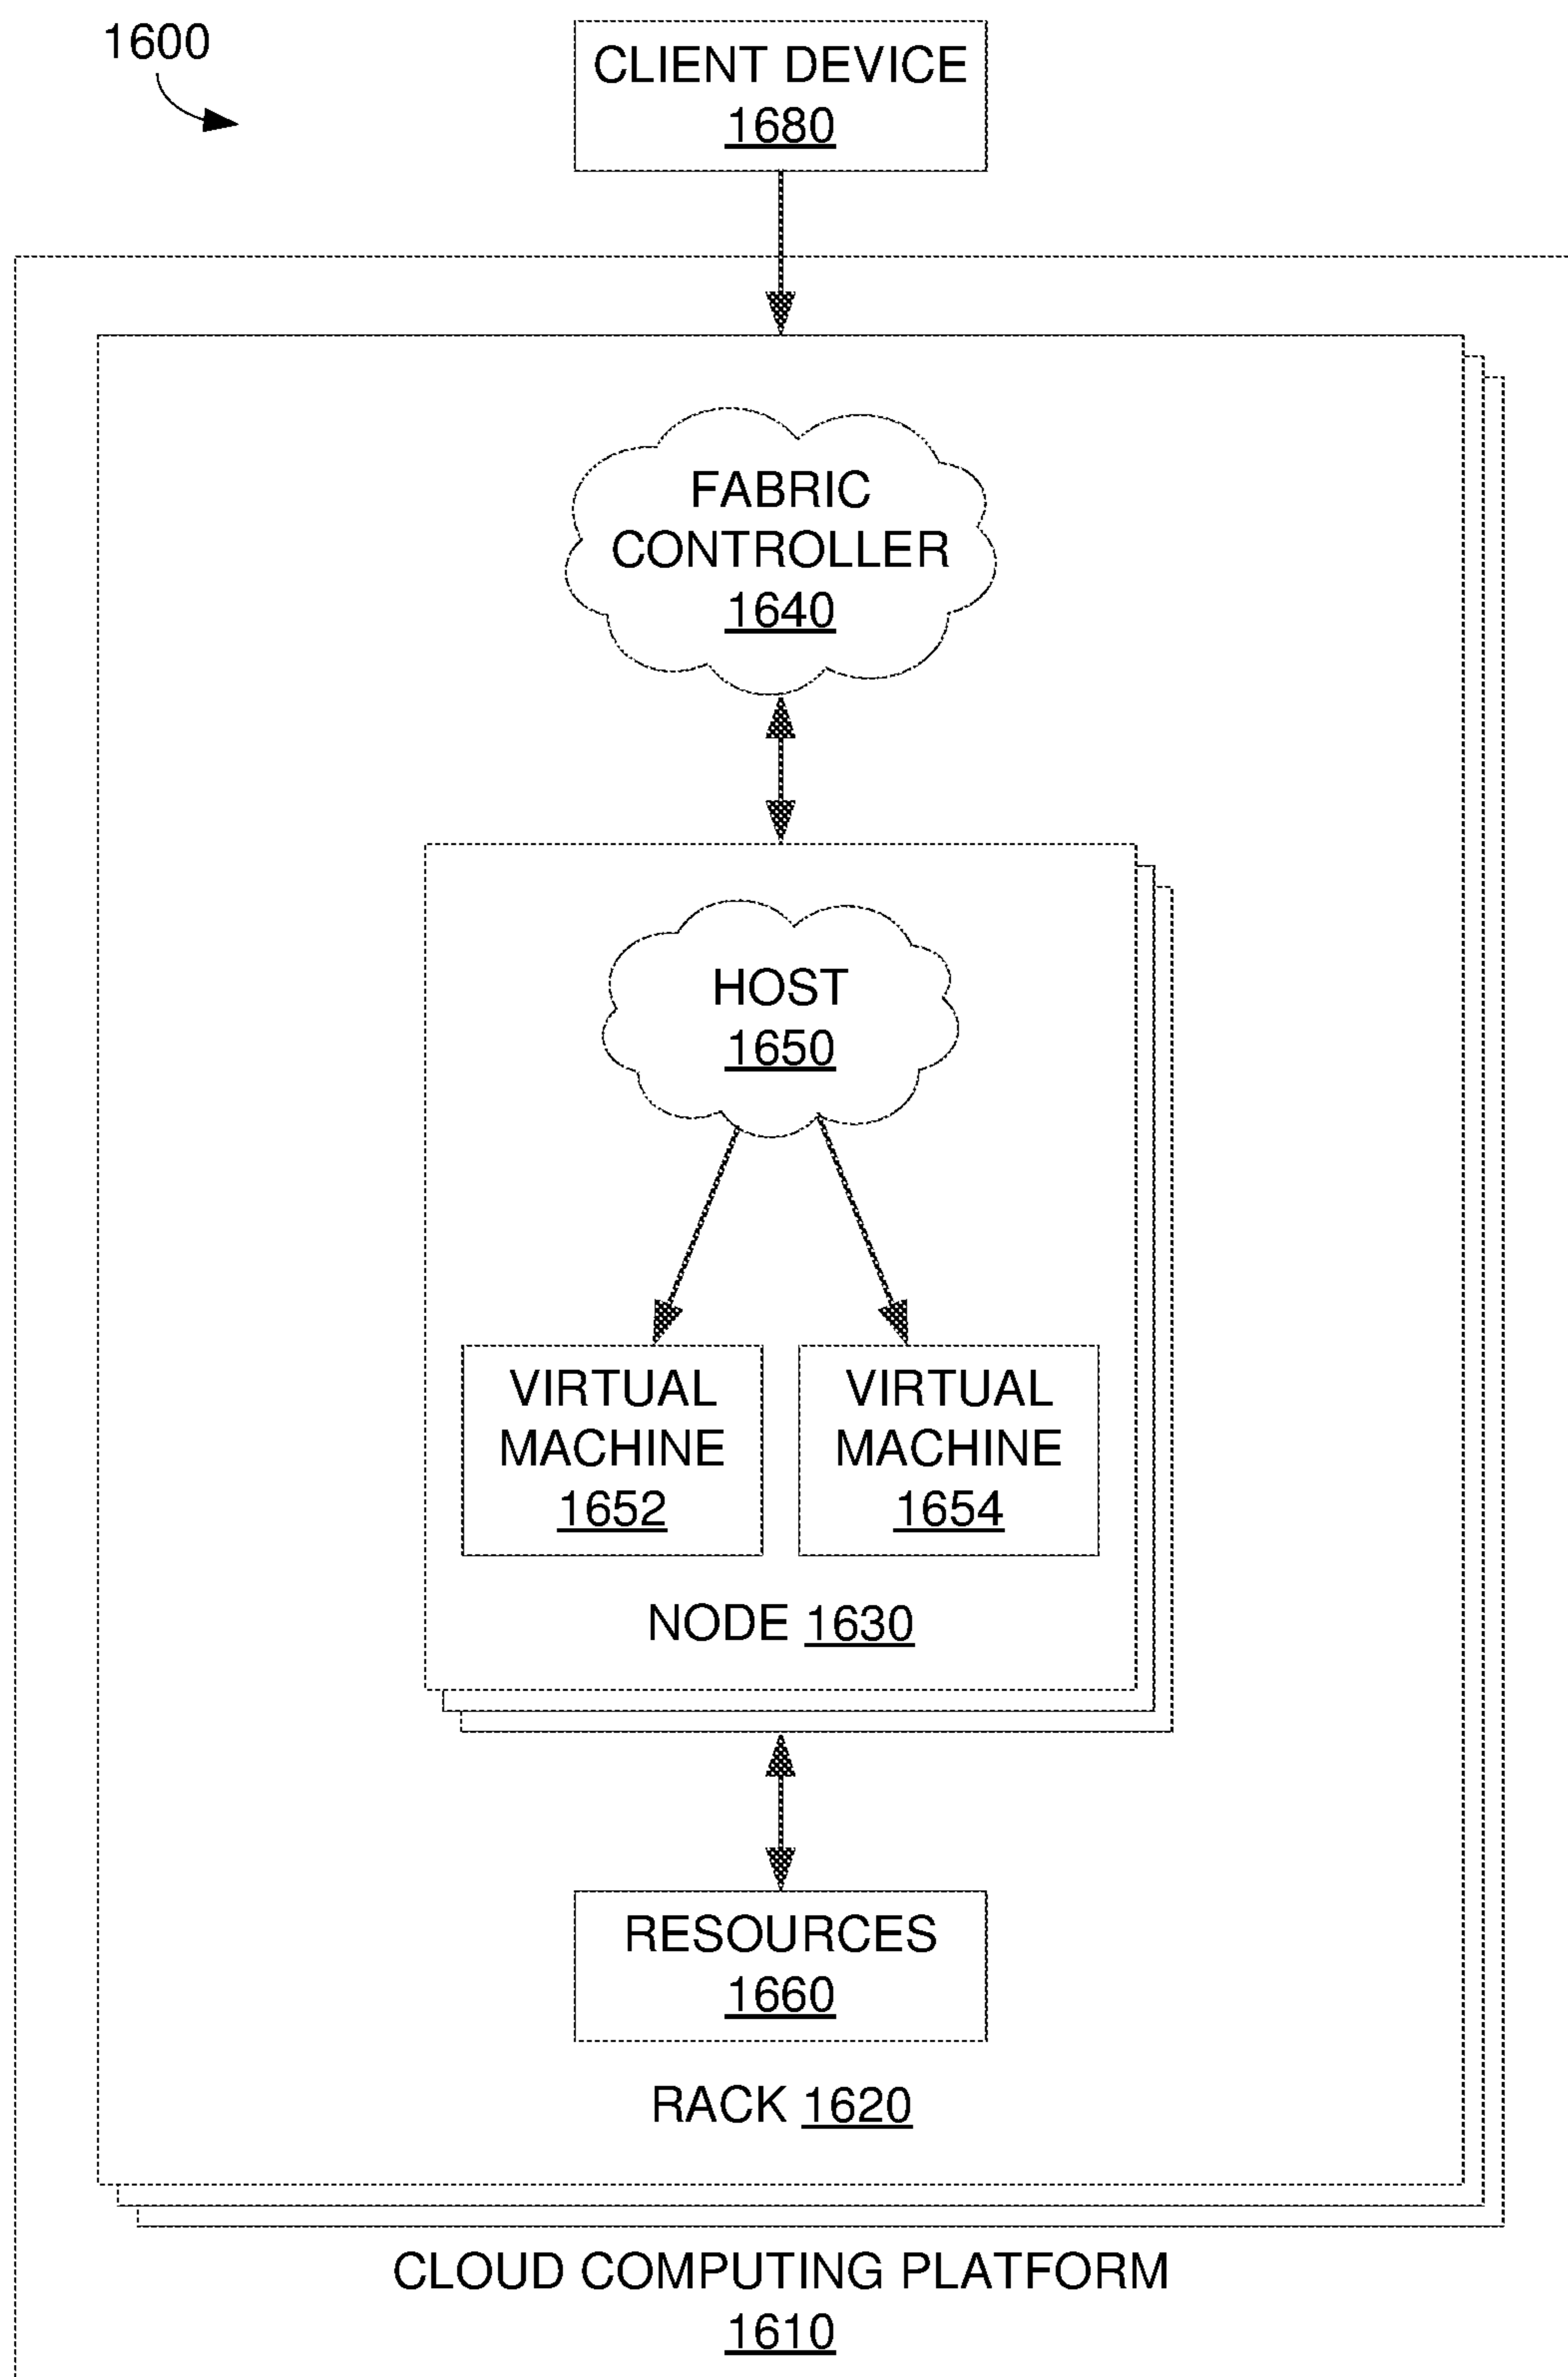 1600
CLIENT DEVICE
1680
FABRIC
CONTROLLER
1640
HOST
1650
VIRTUAL
MACHINE
1652
VIRTUAL
MACHINE
1654
NODE 1630
RESOURCES
1660
RACK 1620
CLOUD COMPUTING PLATFORM
1610